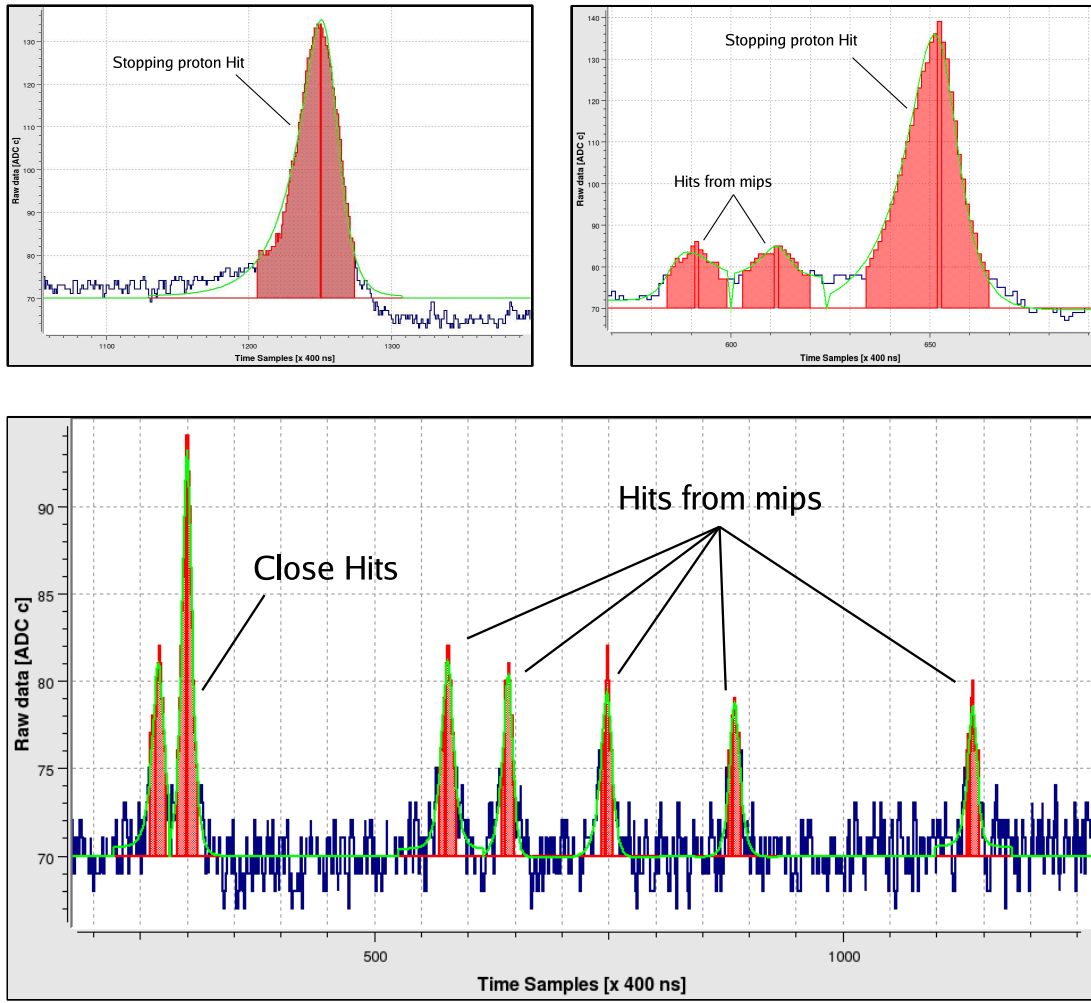 Stopping proton Hit
130
110
90
80
70
Raw data [ADC c]
1100
1200
1300
Time Samples [x 400 ns]
Stopping proton Hit
Hits from mips
140
130
120
110
100
90
80
70
Raw data [ADC c]
600
650
Time Samples [x 400 ns]
Hits from mips
Close Hits
90
85
80
75
70
Raw data [ADC c]
500
1000
Time Samples [x 400 ns]